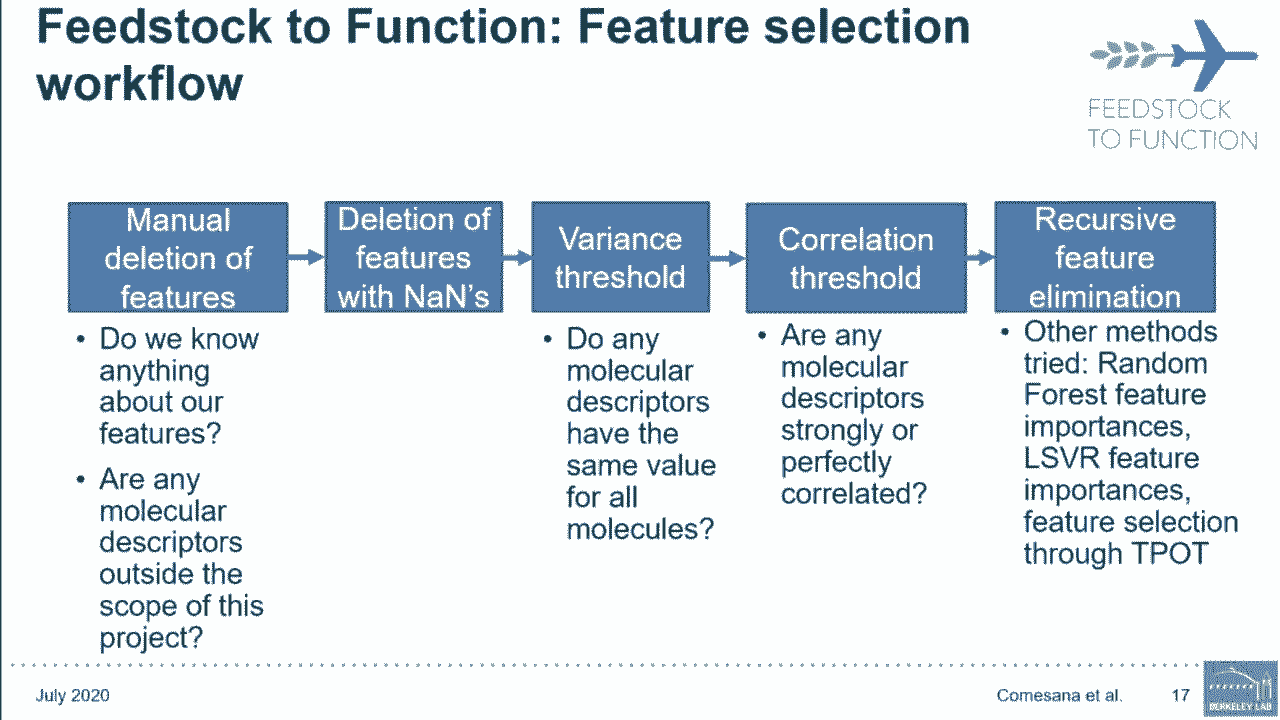 Feedstock to Function: Feature selection
workflow
FEEDSTOCK
TO FUNCTION
Manual
deletion of
features
Deletion of
features
with NaN's
Variance
threshold
Correlation
threshold
Recursive
feature
elimination
• Do we know
anything
about our
features?
• Are any
molecular
descriptors
outside the
scope of this
project?
• Do any
molecular
descriptors
have the
same value
for all
molecules?
• Are any
molecular
descriptors
strongly or
perfectly
correlated?
• Other methods
tried: Random
Forest feature
importances,
LSVR feature
importances,
feature selection
through TPOT
July 2020
Comesana et al.
17
BERKELEY LAB